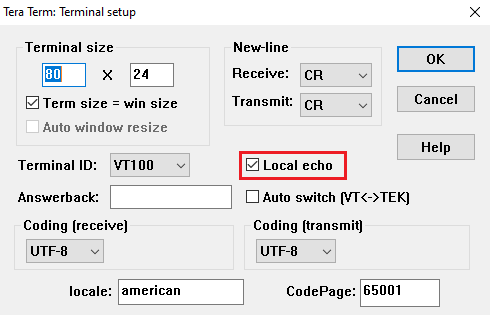 Tera Term: Terminal setup
Terminal size
80 X 24
Term size = win size
Auto window resize
New-line
Receive: CR
Transmit: CR
OK
Cancel
Help
Terminal ID: VT100
Local echo
Answerback:
Auto switch (VT<->TEK)
Coding (receive)
UTF-8
Coding (transmit)
UTF-8
locale: american
CodePage: 65001